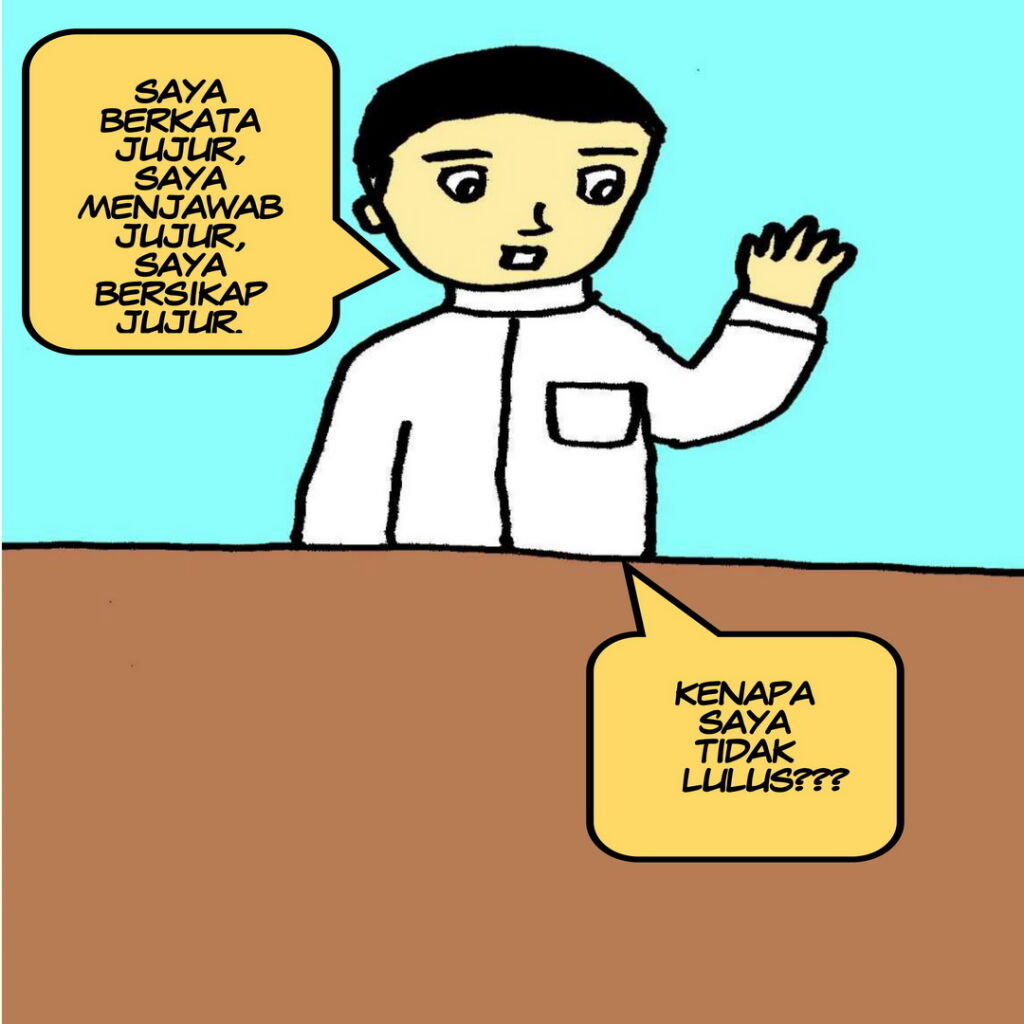 SAYA
BERKATA
JUJUR,
SAYA
MENJAWAB
JUJUR,
SAYA
BERSIKAP
JUJUR.
KENAPA
SAYA
TIDAK
LULUS???